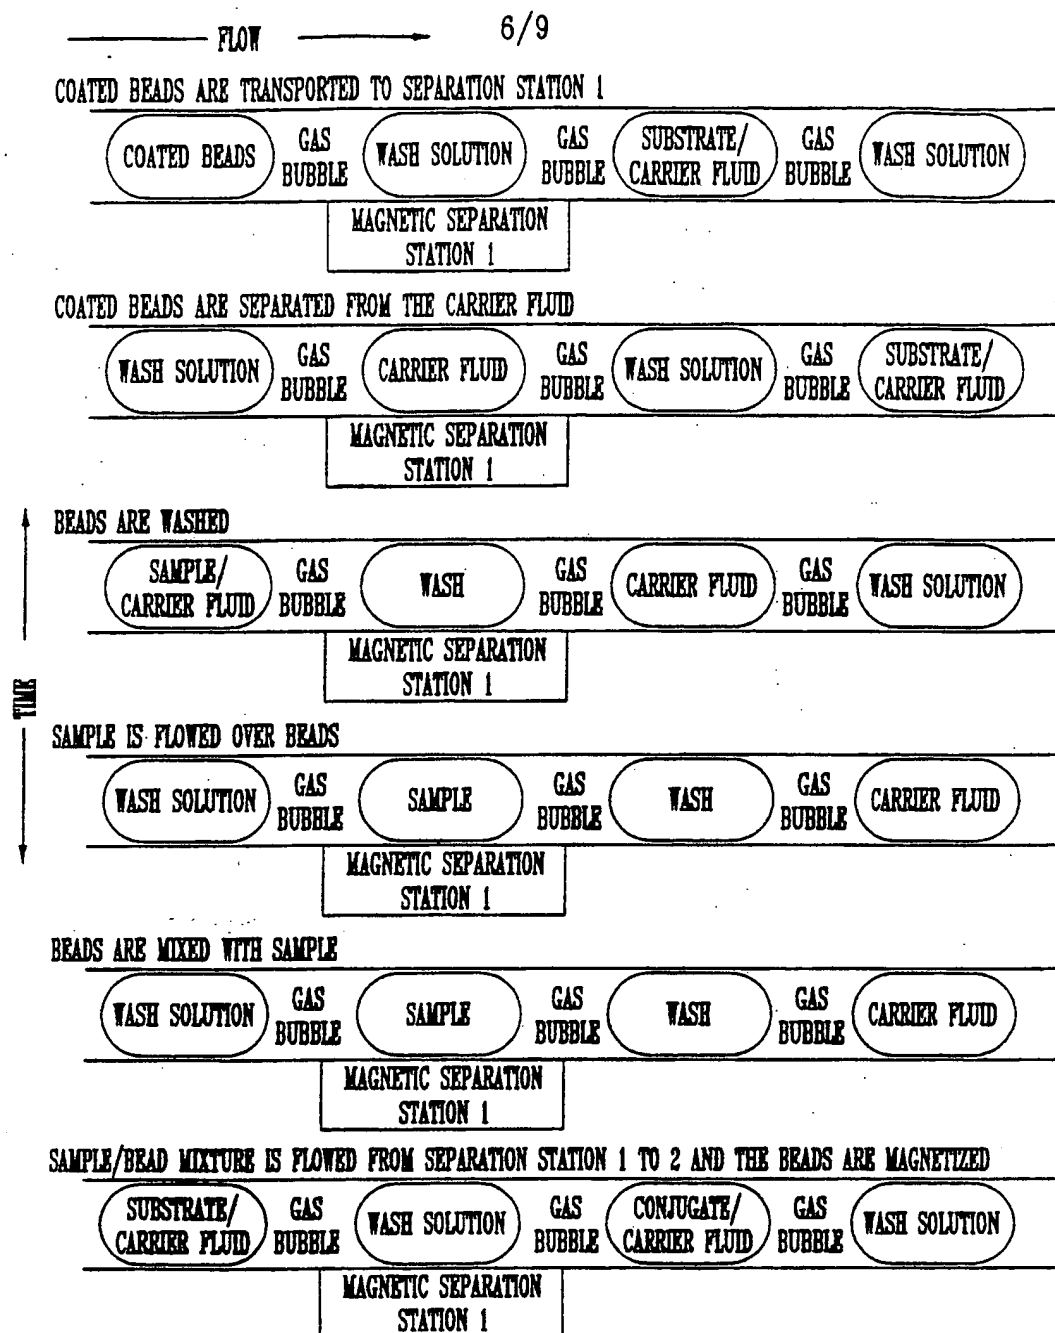 FLOW 6/9
COATED BEADS ARE TRANSPORTED TO SEPARATION STATION 1
COATED BEADS GAS BUBBLE WASH SOLUTION GAS BUBBLE SUBSTRATE/ CARRIER FLUID GAS BUBBLE WASH SOLUTION
MAGNETIC SEPARATION
STATION 1
COATED BEADS ARE SEPARATED FROM THE CARRIER FLUID
WASH SOLUTION GAS BUBBLE CARRIER FLUID GAS BUBBLE WASH SOLUTION GAS BUBBLE SUBSTRATE/ CARRIER FLUID
MAGNETIC SEPARATION
STATION 1
BEADS ARE WASHED
SAMPLE/ CARRIER FLUID GAS BUBBLE WASH GAS BUBBLE CARRIER FLUID GAS BUBBLE WASH SOLUTION
MAGNETIC SEPARATION
STATION 1
TIME
SAMPLE IS FLOWED OVER BEADS
WASH SOLUTION GAS BUBBLE SAMPLE GAS BUBBLE WASH GAS BUBBLE CARRIER FLUID
MAGNETIC SEPARATION
STATION 1
BEADS ARE MIXED WITH SAMPLE
WASH SOLUTION GAS BUBBLE SAMPLE GAS BUBBLE WASH GAS BUBBLE CARRIER FLUID
MAGNETIC SEPARATION
STATION 1
SAMPLE/BEAD MIXTURE IS FLOWED FROM SEPARATION STATION 1 TO 2 AND THE BEADS ARE MAGNETIZED
SUBSTRATE/ CARRIER FLUID GAS BUBBLE WASH SOLUTION GAS BUBBLE CONJUGATE/ CARRIER FLUID GAS BUBBLE WASH SOLUTION
MAGNETIC SEPARATION
STATION 1